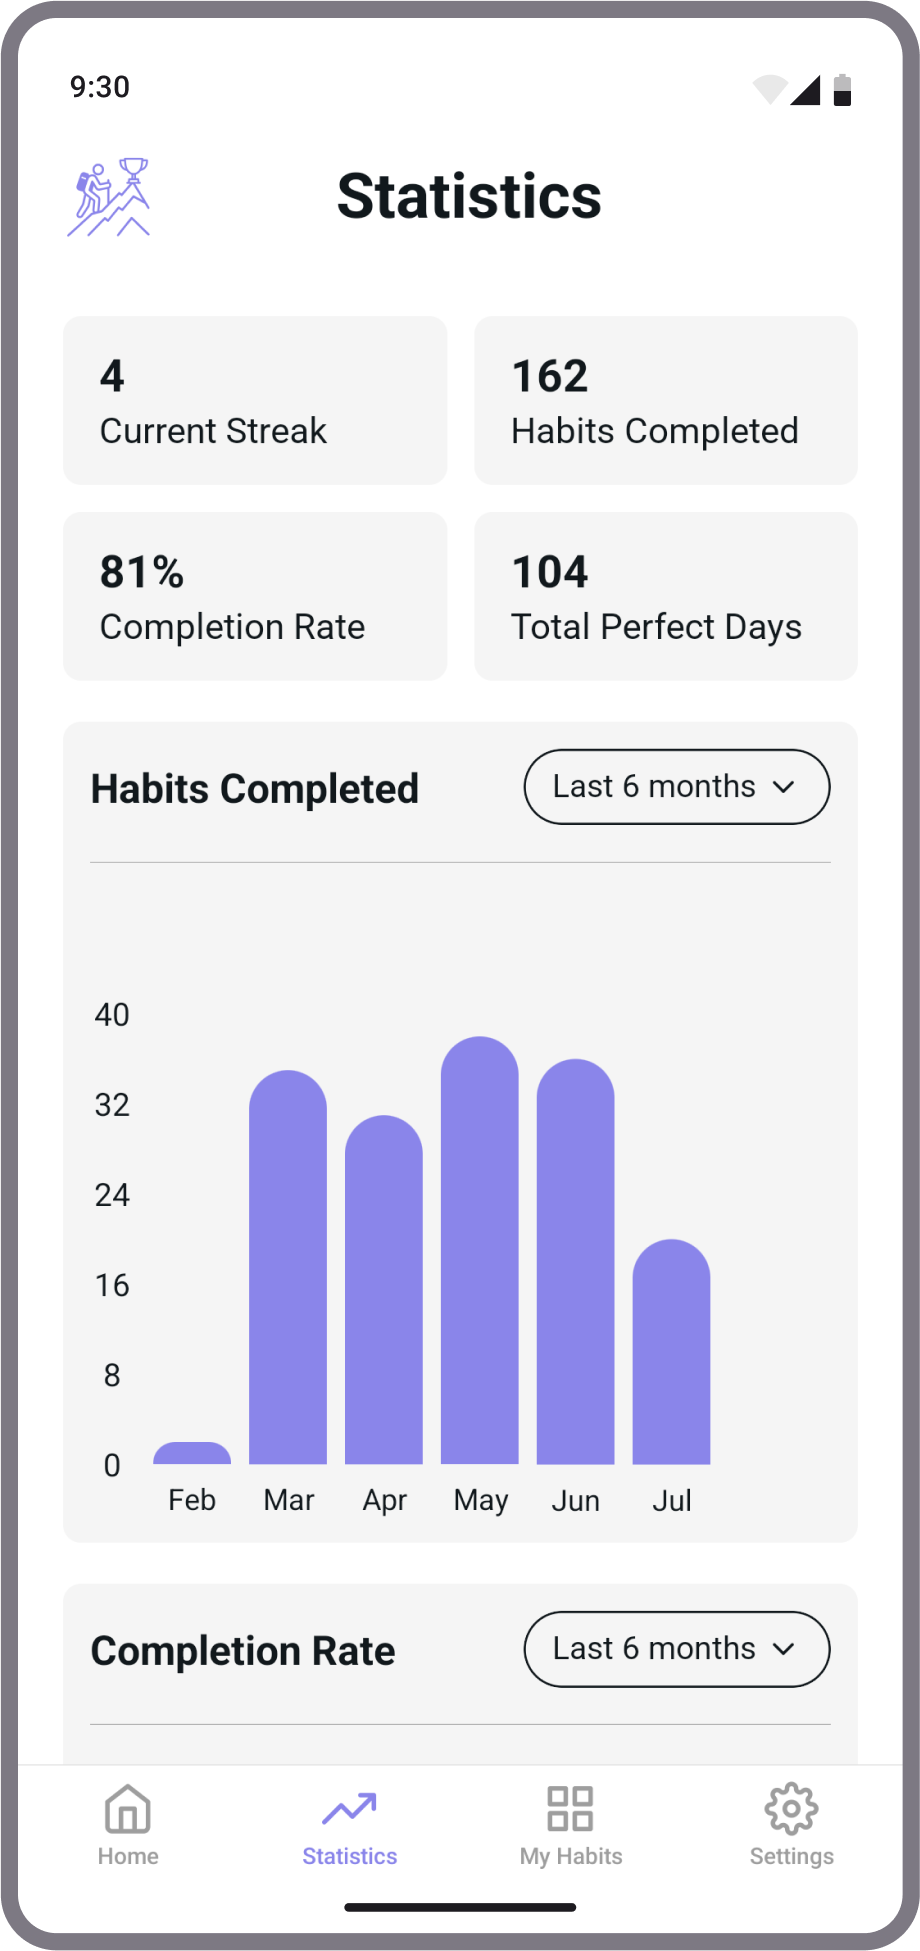 9:30
Statistics
4
Current Streak
162
Habits Completed
81%
Completion Rate
104
Total Perfect Days
Habits Completed
Last 6 months
40
32
24
16
8
0
Feb Mar Apr May Jun Jul
Completion Rate
Last 6 months
Home Statistics My Habits Settings